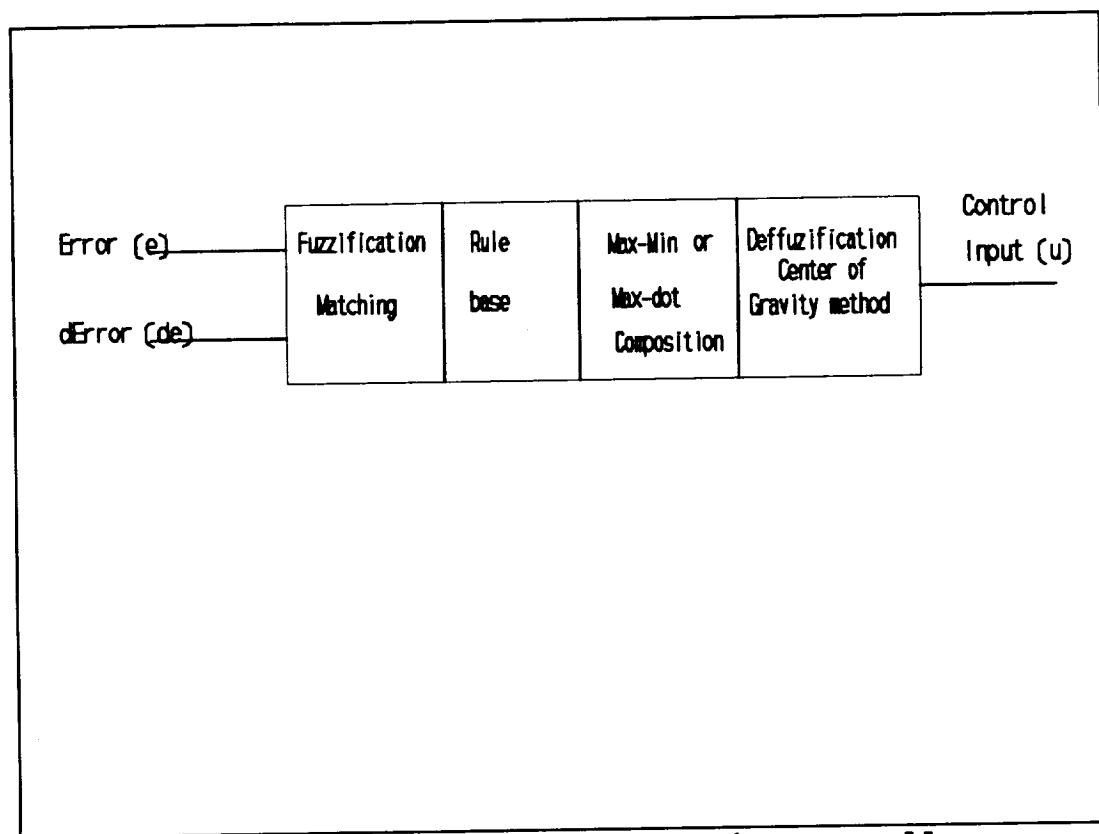 Error (e)
dError (de)
Fuzzification
Matching
Rule
base
Max-Min or
Max-dot
Composition
Deffuzification
Center of
Gravity method
Control
Input (u)